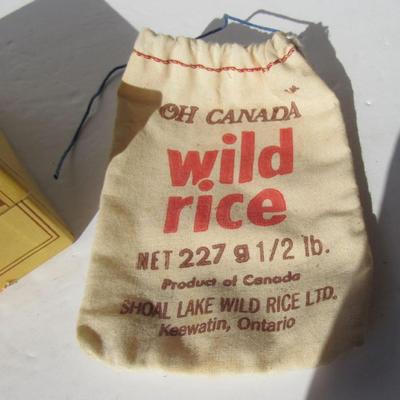 OH CANADA
wild
rice
NET 227 g 1/2 lb.
Product of Canada
SHOAL LAKE WILD RICE LTD.
Keewatin, Ontario